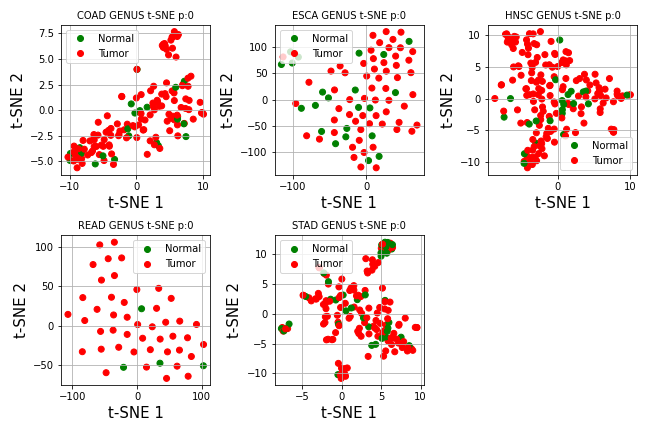 COAD GENUS t-SNE p:0
7.5
5.0
2.5
0.0
−2.5
−5.0
t-SNE 2
Normal
Tumor
−10
0
10
t-SNE 1
ESCA GENUS t-SNE p:0
100
50
0
−50
−100
t-SNE 2
Normal
Tumor
−100
0
t-SNE 1
HNSC GENUS t-SNE p:0
10
5
0
−5
−10
t-SNE 2
Normal
Tumor
0
10
t-SNE 1
READ GENUS t-SNE p:0
100
50
0
−50
t-SNE 2
Normal
Tumor
−100
0
100
t-SNE 1
STAD GENUS t-SNE p:0
10
5
0
−5
−10
t-SNE 2
Normal
Tumor
−5
0
5
10
t-SNE 1